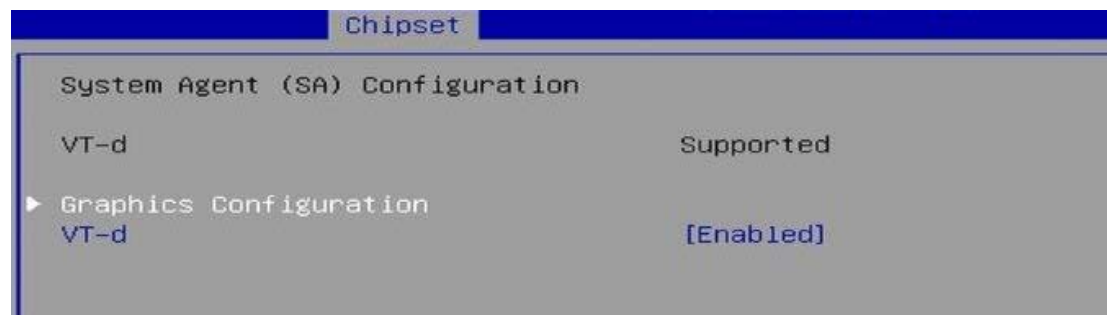 Chipset
System Agent (SA) Configuration
VT-d Supported
Graphics Configuration
VT-d [Enabled]